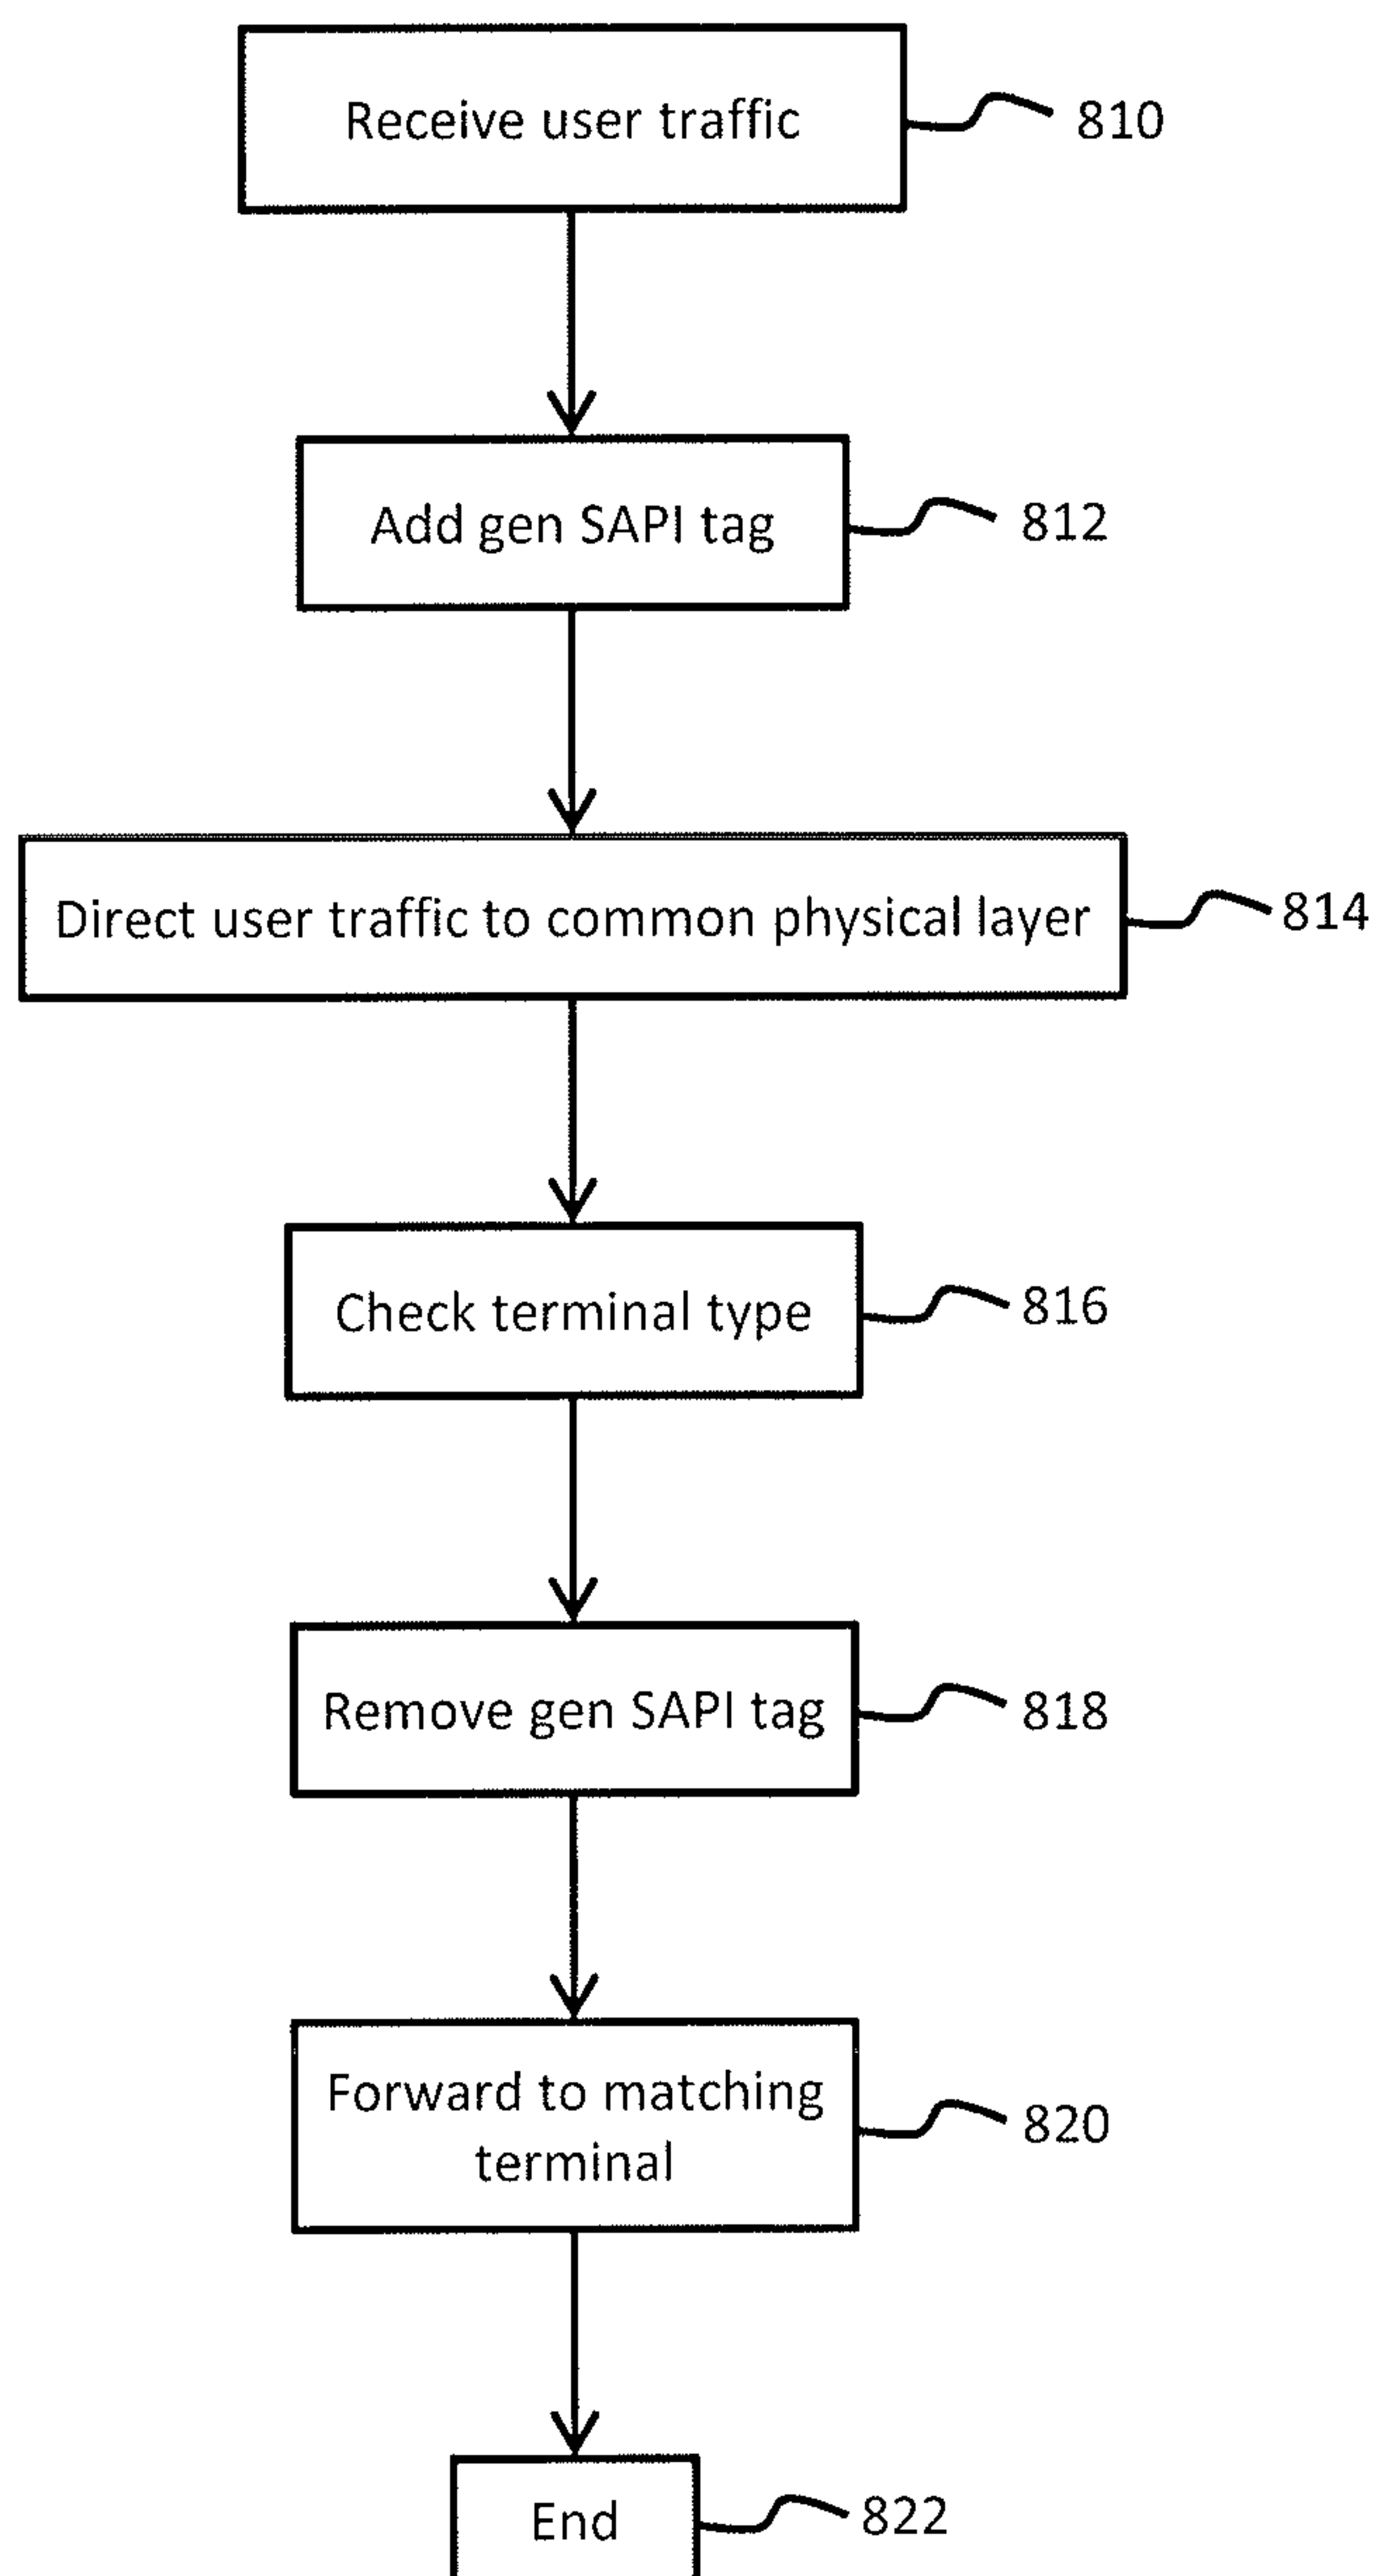 Receive user traffic
810
Add gen SAPI tag
812
Direct user traffic to common physical layer
814
Check terminal type
816
Remove gen SAPI tag
818
Forward to matching
terminal
820
End
822